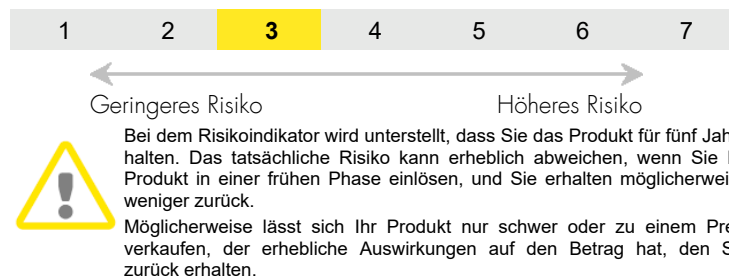 1 2 3 4 5 6 7
Geringeres Risiko Höheres Risiko
Bei dem Risikoindikator wird unterstellt, dass Sie das Produkt für fünf Jah
halten. Das tatsächliche Risiko kann erheblich abweichen, wenn Sie
Produkt in einer frühen Phase einlösen, und Sie erhalten möglicherwei
weniger zurück.
Möglicherweise lässt sich Ihr Produkt nur schwer oder zu einem Pre
verkaufen, der erhebliche Auswirkungen auf den Betrag hat, den S
zurück erhalten.